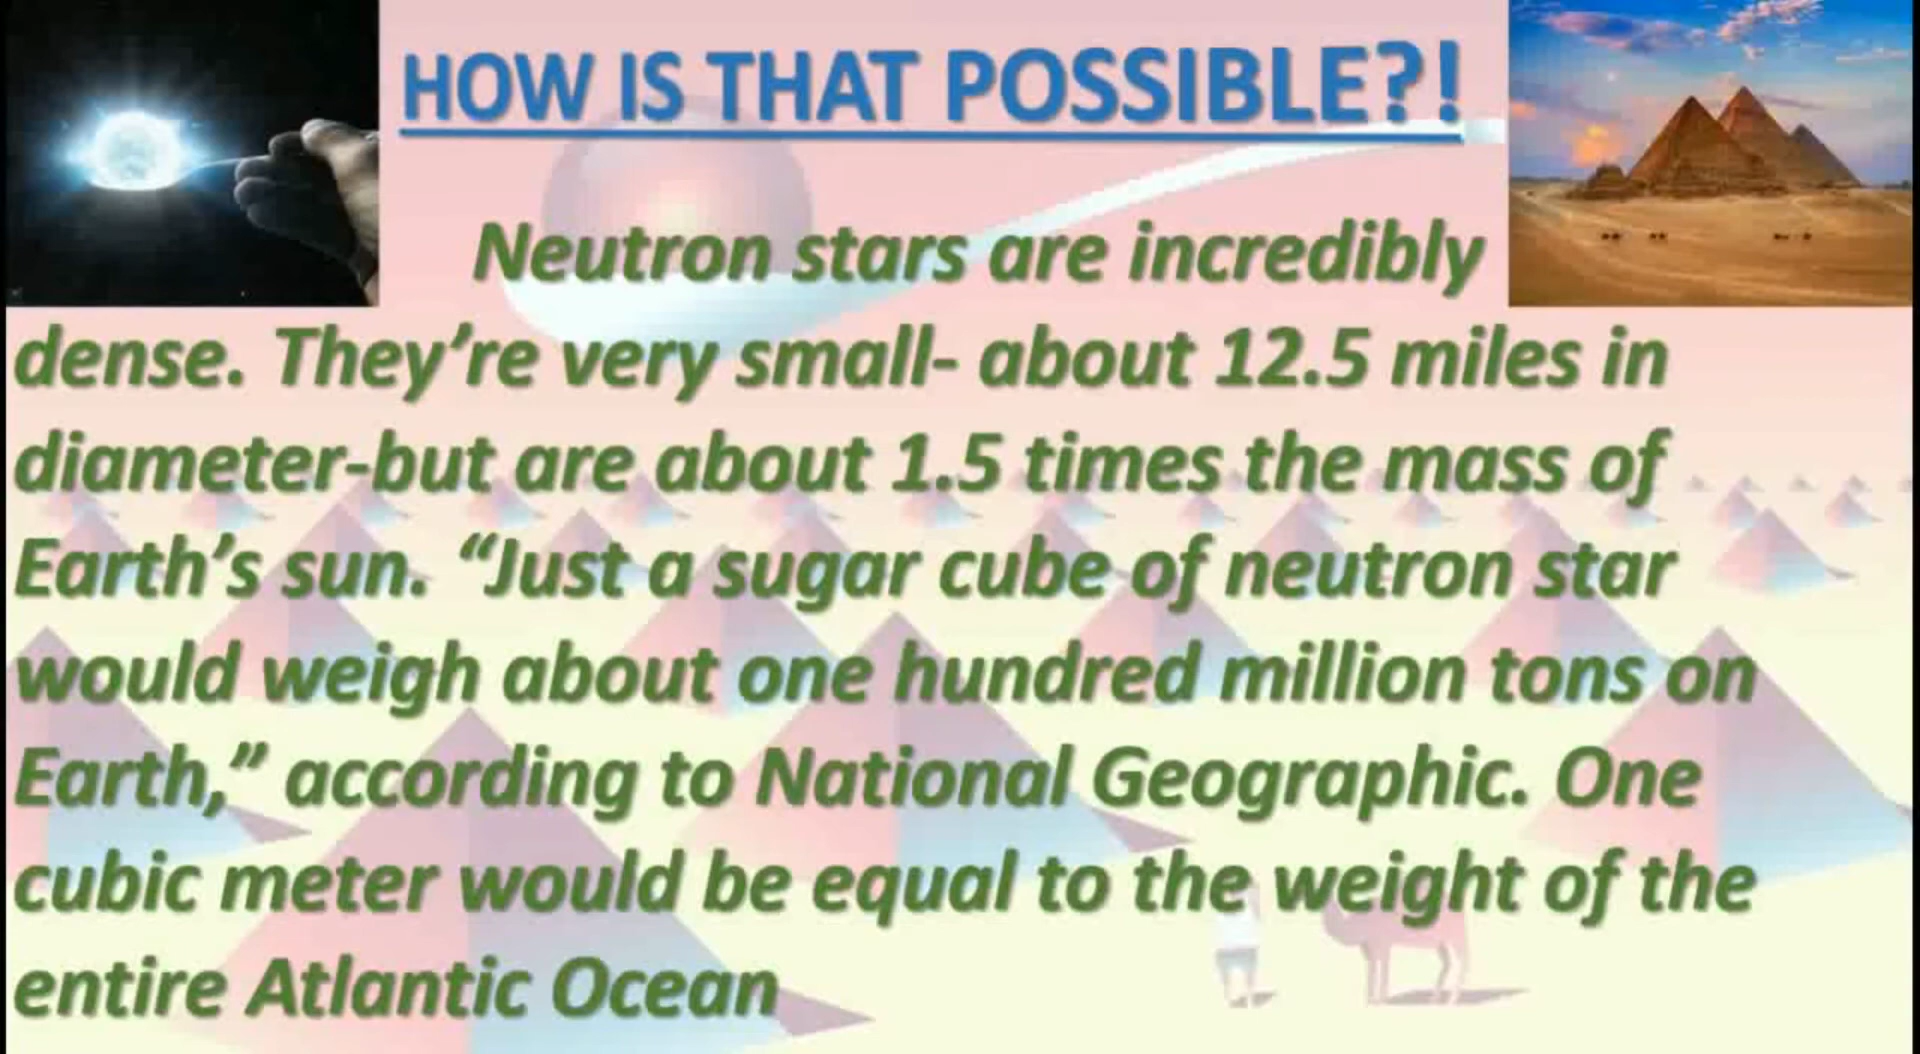 HOW IS THAT POSSIBLE?!
Neutron stars are incredibly
dense. They’re very small- about 12.5 miles in
diameter-but are about 1.5 times the mass of
Earth’s sun. “Just a sugar cube of neutron star
would weigh about one hundred million tons on
Earth,” according to National Geographic. One
cubic meter would be equal to the weight of the
entire Atlantic Ocean